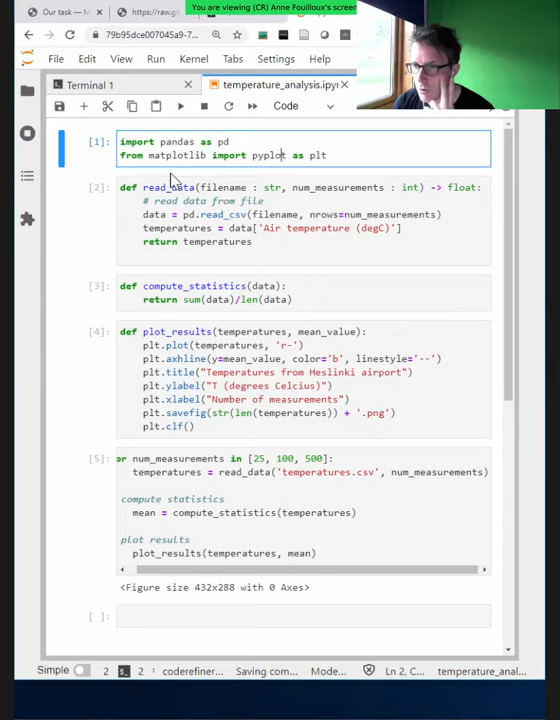 You are viewing (CR) Anne Fouilloux's screen
Our task — M
https://raw.gi
79b95dce007045a9-7
File Edit View Run Kernel Tabs Settings Help
Terminal 1
temperature_analysis.ipyn
Code
[1]: import pandas as pd
from matplotlib import pyplot as plt
[2]: def read_data(filename : str, num_measurements : int) -> float:
# read data from file
data = pd.read_csv(filename, nrows=num_measurements)
temperatures = data['Air temperature (degC)']
return temperatures
[3]: def compute_statistics(data):
return sum(data)/len(data)
[4]: def plot_results(temperatures, mean_value):
plt.plot(temperatures, 'r-')
plt.axhline(y=mean_value, color='b', linestyle='--')
plt.title("Temperatures from Heslinki airport")
plt.ylabel("T (degrees Celcius)")
plt.xlabel("Number of measurements")
plt.savefig(str(len(temperatures)) + '.png')
plt.clf()
[5]: or num_measurements in [25, 100, 500]:
temperatures = read_data('temperatures.csv', num_measurements)
compute statistics
mean = compute_statistics(temperatures)
plot results
plot_results(temperatures, mean)
<Figure size 432x288 with 0 Axes>
[ ]:
Simple 2 2 coderefiner... Saving com... Mode... Ln 2, C... temperature_anal...